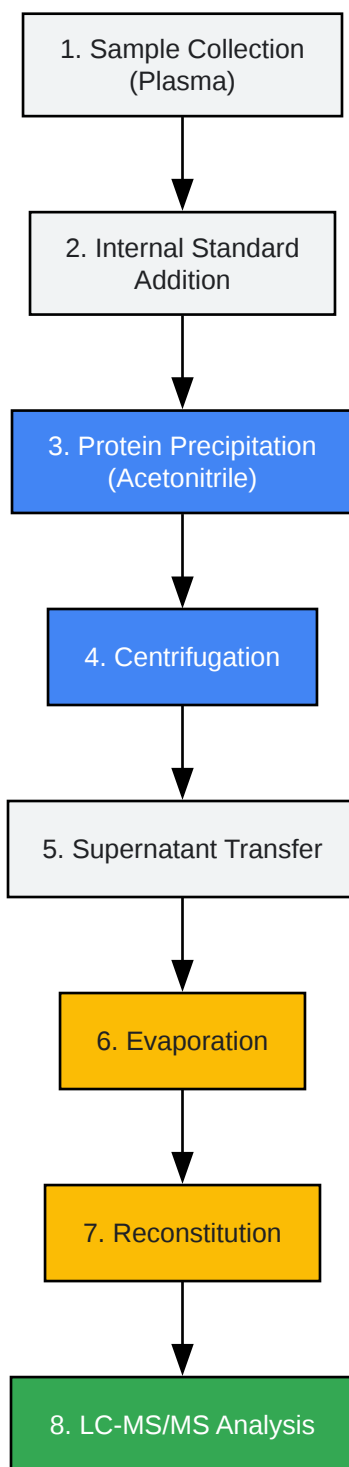 1. Sample Collection
(Plasma)
2. Internal Standard
Addition
3. Protein Precipitation
(Acetonitrile)
4. Centrifugation
5. Supernatant Transfer
6. Evaporation
7. Reconstitution
8. LC-MS/MS Analysis